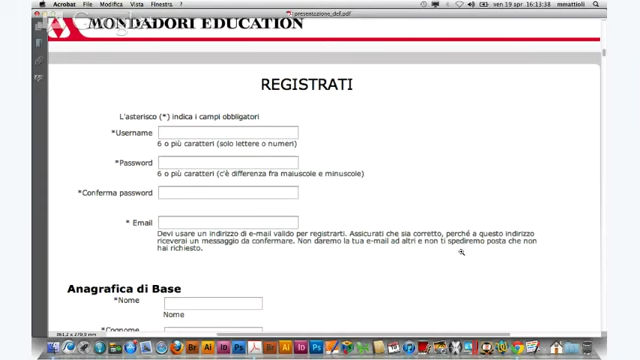 Acrobat File Modifica Vista Finestra ven 19 apr 16:13:38 mmattioli
presentazione_def.pdf
MONDADORI EDUCATION
REGISTRATI
L'asterisco (*) indica i campi obbligatori
*Username
6 o più caratteri (solo lettere o numeri)
*Password
6 o più caratteri (c'è differenza fra maiuscole e minuscole)
*Conferma password
* Email
Devi usare un indirizzo di e-mail valido per registrarti. Assicurati che sia corretto, perché a questo indirizzo
riceverai un messaggio da confermare. Non daremo la tua e-mail ad altri e non ti spediremo posta che non
hai richiesto.
Anagrafica di Base
*Nome
Nome
*Cognome